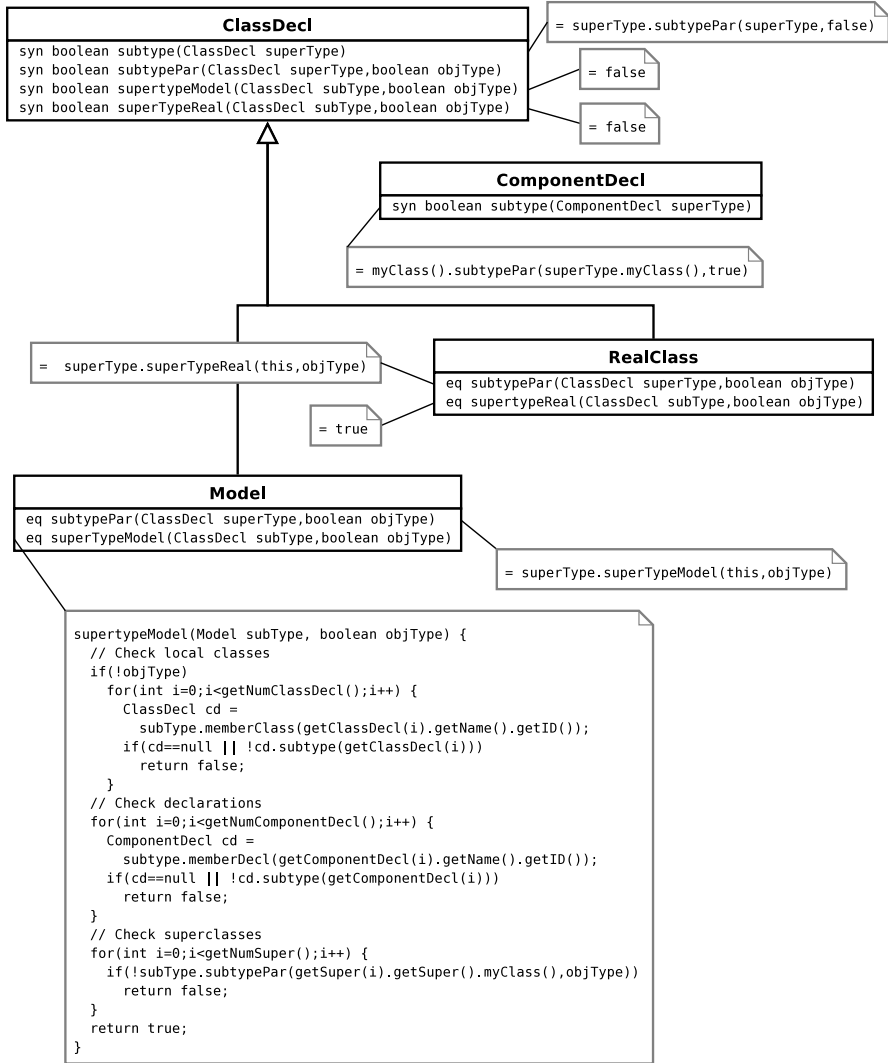 ClassDecl
syn boolean subtype(ClassDecl superType)
syn boolean subtypePar(ClassDecl superType,boolean objType)
syn boolean supertypeModel(ClassDecl subType,boolean objType)
syn boolean superTypeReal(ClassDecl subType,boolean objType)
= superType.subtypePar(superType,false)
= false
= false
ComponentDecl
syn boolean subtype(ComponentDecl superType)
= myClass().subtypePar(superType.myClass(),true)
= superType.superTypeReal(this,objType)
RealClass
eq subtypePar(ClassDecl superType,boolean objType)
eq supertypeReal(ClassDecl subType,boolean objType)
= true
Model
eq subtypePar(ClassDecl superType,boolean objType)
eq superTypeModel(ClassDecl subType,boolean objType)
= superType.superTypeModel(this,objType)
supertypeModel(Model subType, boolean objType) {
// Check local classes
if(!objType)
for(int i=0;i<getNumClassDecl();i++) {
ClassDecl cd =
subType.memberClass(getClassDecl(i).getName().getID());
if(cd==null || !cd.subtype(getClassDecl(i)))
return false;
}
// Check declarations
for(int i=0;i<getNumComponentDecl();i++) {
ComponentDecl cd =
subtype.memberDecl(getComponentDecl(i).getName().getID());
if(cd==null || !cd.subtype(getComponentDecl(i)))
return false;
}
// Check superclasses
for(int i=0;i<getNumSuper();i++) {
if(!subType.subtypePar(getSuper(i).getSuper().myClass(),objType))
return false;
}
return true;
}